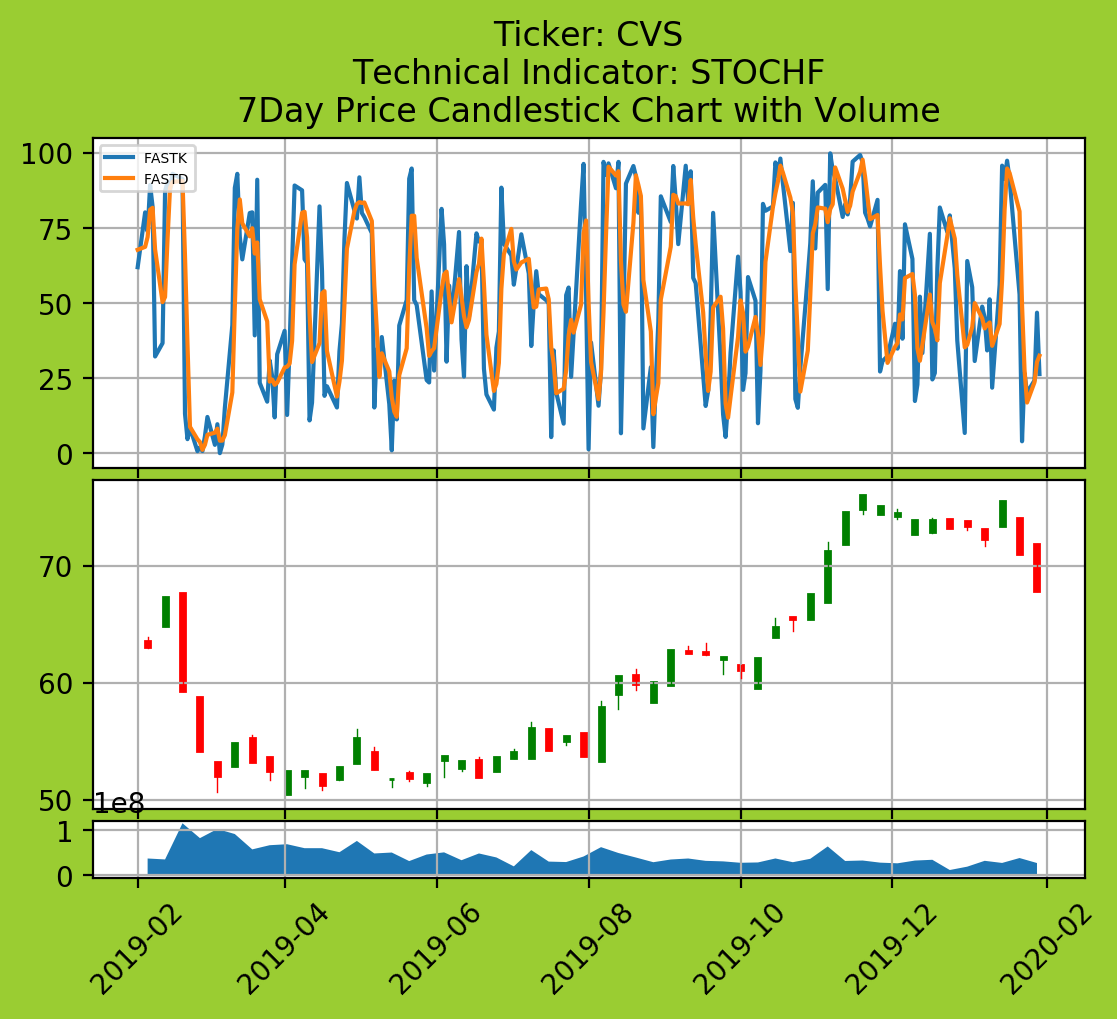 Ticker: CVS
Technical Indicator: STOCHF
7Day Price Candlestick Chart with Volume
100
75
50
25
0
FASTK
FASTD
70
60
50
1e8
1
0
2019-02
2019-04
2019-06
2019-08
2019-10
2019-12
2020-02